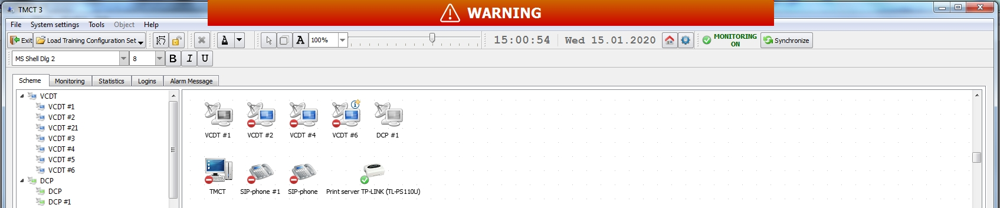 TMCT 3
WARNING
File System settings Tools Object Help
Exit Load Training Configuration Set A 100% 15:00:54 Wed 15.01.2020 MONITORING ON Synchronize
MS Shell Dlg 2 8 B I U
Scheme Monitoring Statistics Logins Alarm Message
VCDT
VCDT #1
VCDT #2
VCDT #21
VCDT #3
VCDT #4
VCDT #5
VCDT #6
DCP
DCP
DCP #1
VCDT #1 VCDT #2 VCDT #4 VCDT #6 DCP #1
TMCT SIP-phone #1 SIP-phone Print server TP-LINK (TL-PS110U)